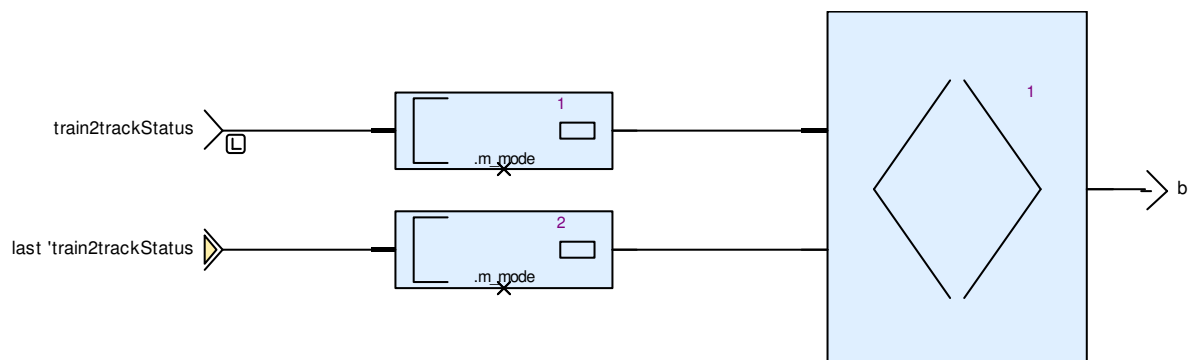 1
train2trackStatus
L
.m_mode
1
b
2
last 'train2trackStatus
.m_mode